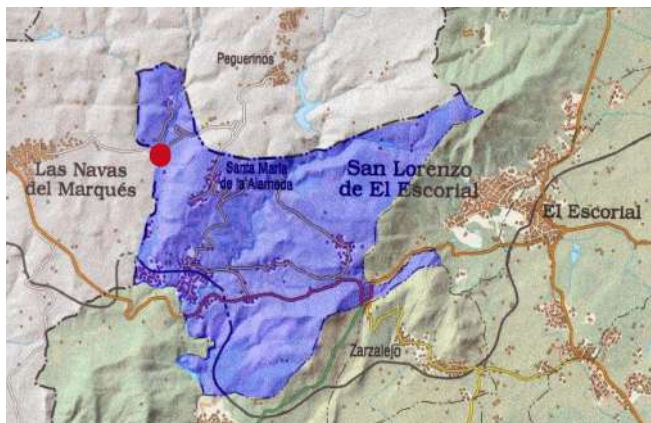 Peguerinos
Las Navas
del Marqués
Santa María
de la Alameda
San Lorenzo
de El Escorial
El Escorial
Zarzalejo